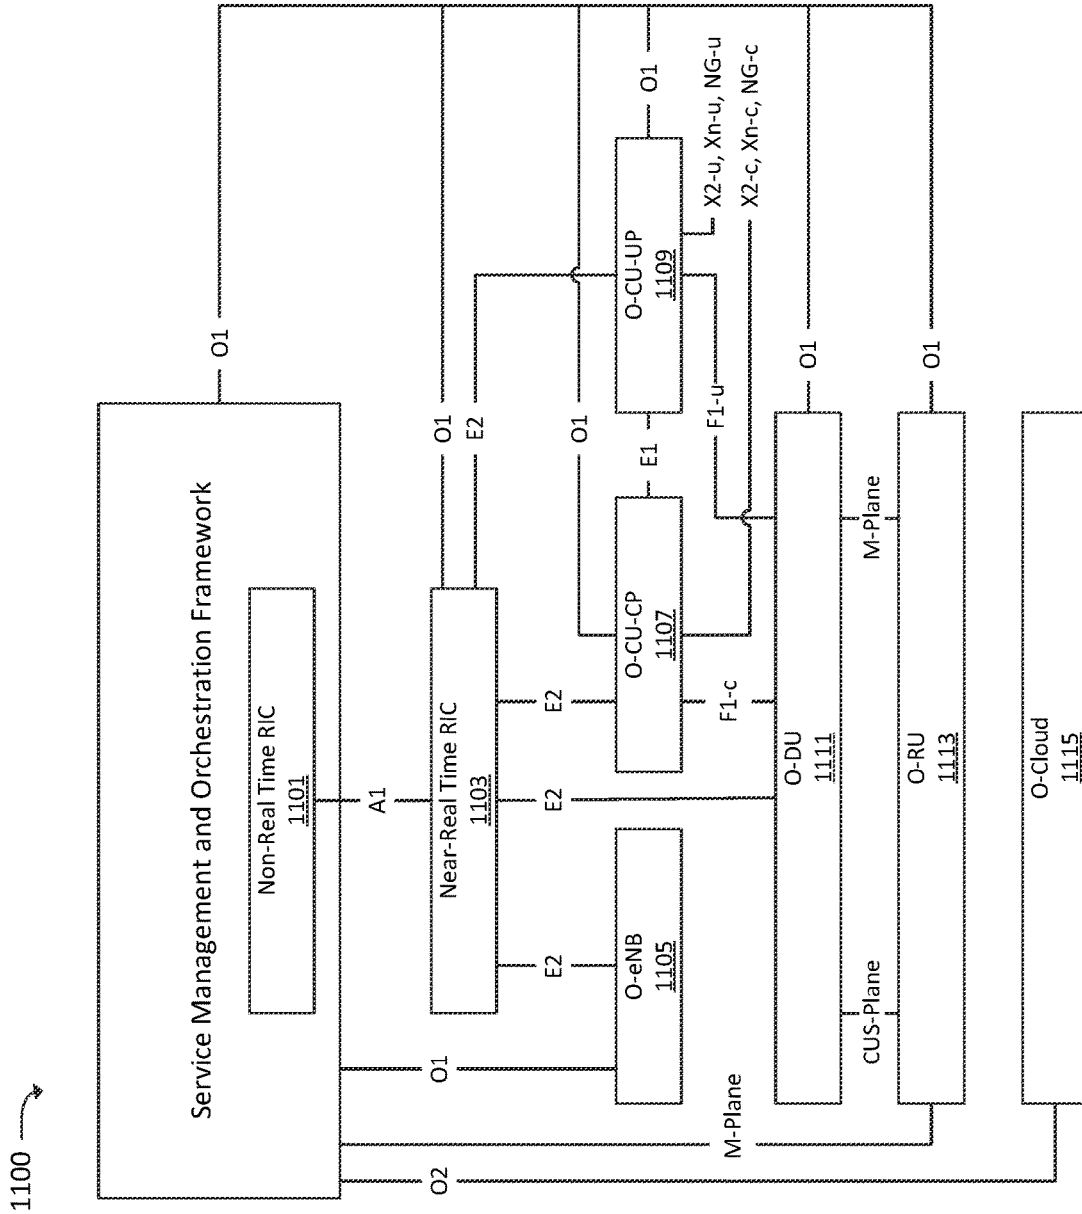 1100
Service Management and Orchestration Framework
Non-Real Time RIC
1101
O1
A1
O2
M-Plane
O1
Near-Real Time RIC
1103
O1
E2
E2
E2
E2
O1
O-eNB
1105
O-CU-CP
1107
E1
O-CU-UP
1109
O1
F1-c
F1-u
X2-u, Xn-u, NG-u
X2-c, Xn-c, NG-c
O-DU
1111
O1
CUS-Plane
M-Plane
O-RU
1113
O1
O-Cloud
1115